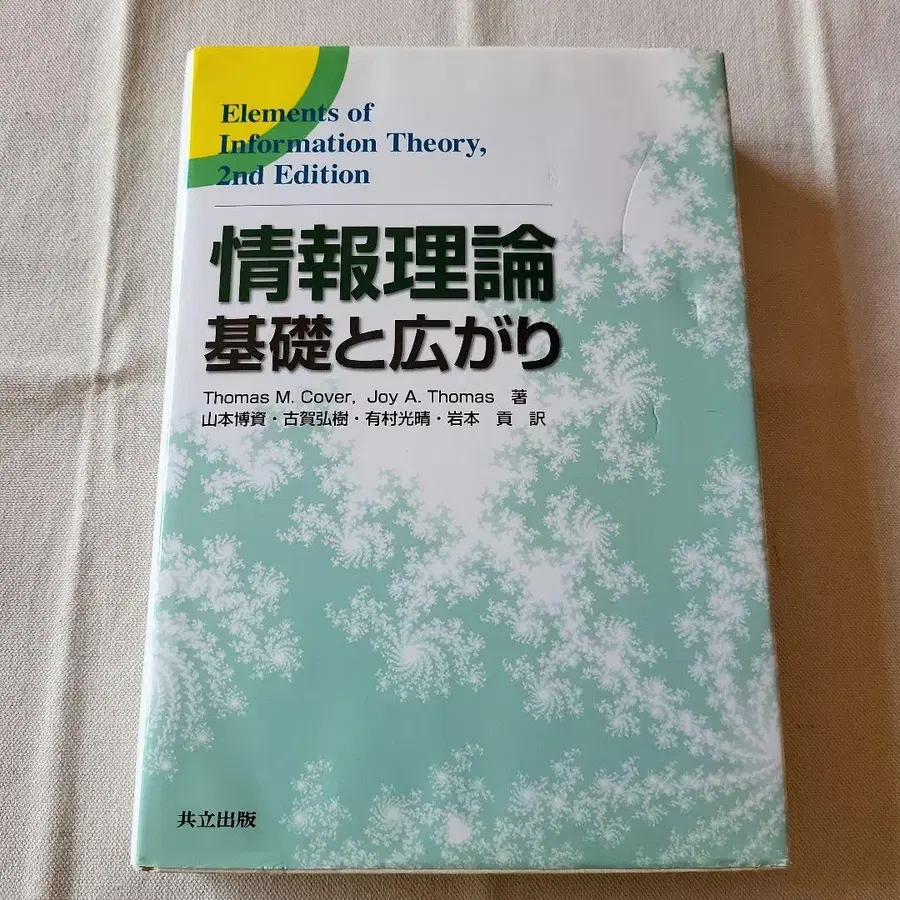 Elements of
Information Theory,
2nd Edition
情報理論
基礎と広がり
Thomas M. Cover, Joy A. Thomas 著
山本博資・古賀弘樹・有村光晴・岩本 貢 訳
共立出版